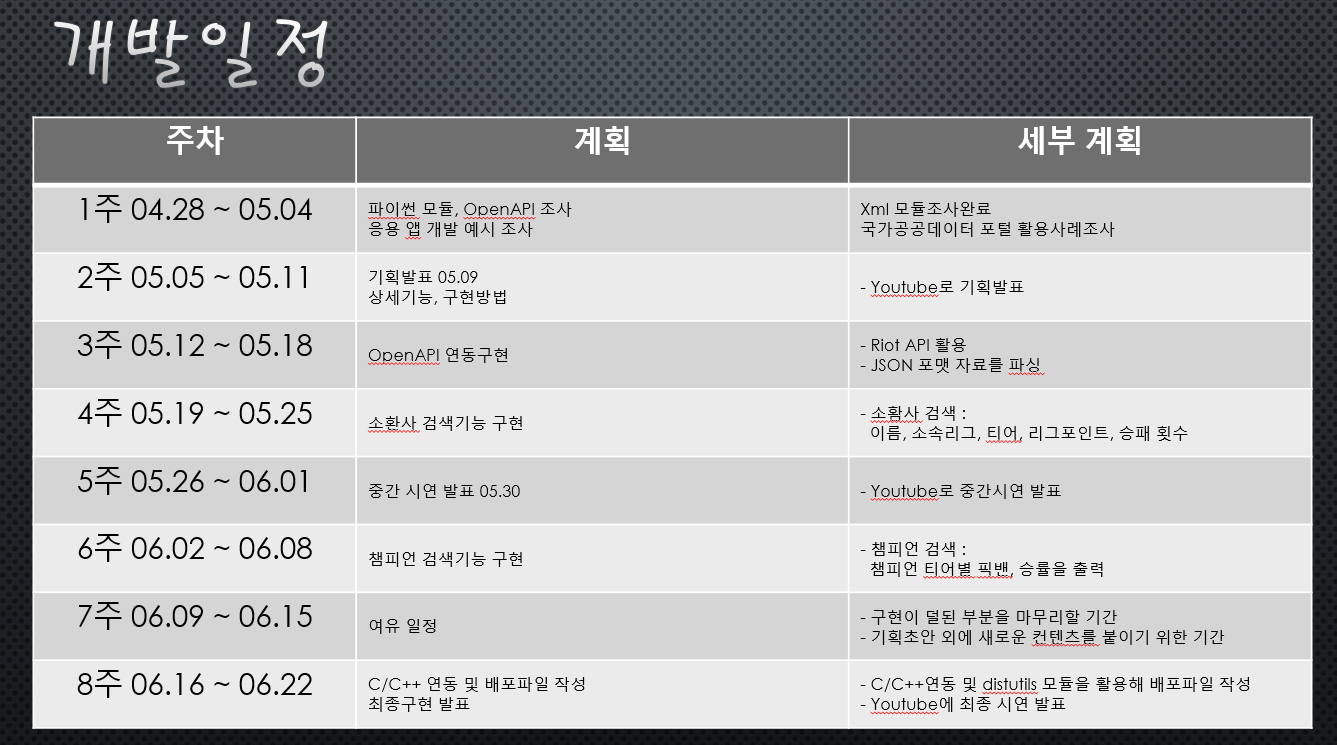 개발일정
주차 계획 세부 계획
1주 04.28 ~ 05.04
파이썬 모듈, OpenAPI 조사
응용 앱 개발 예시 조사
Xml 모듈조사완료
국가공공데이터 포털 활용사례조사
2주 05.05 ~ 05.11
기획발표 05.09
상세기능, 구현방법
- Youtube로 기획발표
3주 05.12 ~ 05.18
OpenAPI 연동구현
- Riot API 활용
- JSON 포맷 자료를 파싱
4주 05.19 ~ 05.25
소환사 검색기능 구현
- 소환사 검색 :
이름, 소속리그, 티어, 리그포인트, 승패 횟수
5주 05.26 ~ 06.01
중간 시연 발표 05.30
- Youtube로 중간시연 발표
6주 06.02 ~ 06.08
챔피언 검색기능 구현
- 챔피언 검색 :
챔피언 티어별 픽밴, 승률을 출력
7주 06.09 ~ 06.15
여유 일정
- 구현이 덜된 부분을 마무리할 기간
- 기획초안 외에 새로운 컨텐츠를 붙이기 위한 기간
8주 06.16 ~ 06.22
C/C++ 연동 및 배포파일 작성
최종구현 발표
- C/C++연동 및 distutils 모듈을 활용해 배포파일 작성
- Youtube에 최종 시연 발표